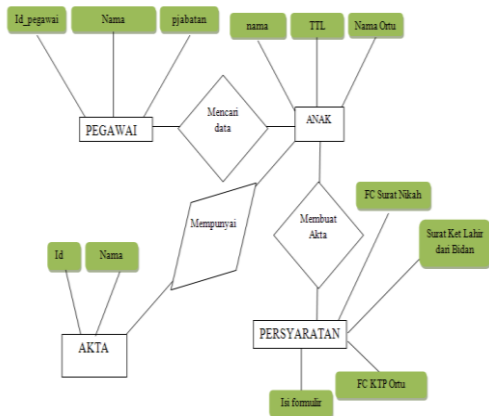 Id_pegawai
Nama
pjabatan
nama
TTL
Nama Ortu
PEGAWAI
Mencari
data
ANAK
Mempunyai
Membuat
Akta
FC Surat Nikah
Surat Ket Lahir
dari Bidan
Id
Nama
AKTA
PERSYARATAN
Isi formulir
FC KTP Ortu